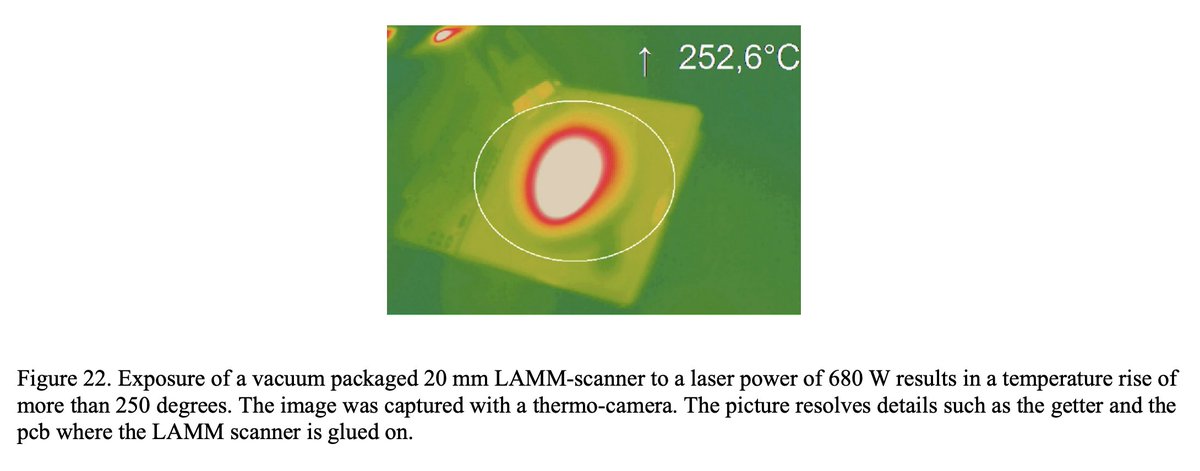 ↑ 252,6°C
Figure 22. Exposure of a vacuum packaged 20 mm LAMM-scanner to a laser power of 680 W results in a temperature rise of
more than 250 degrees. The image was captured with a thermo-camera. The picture resolves details such as the getter and the
pcb where the LAMM scanner is glued on.